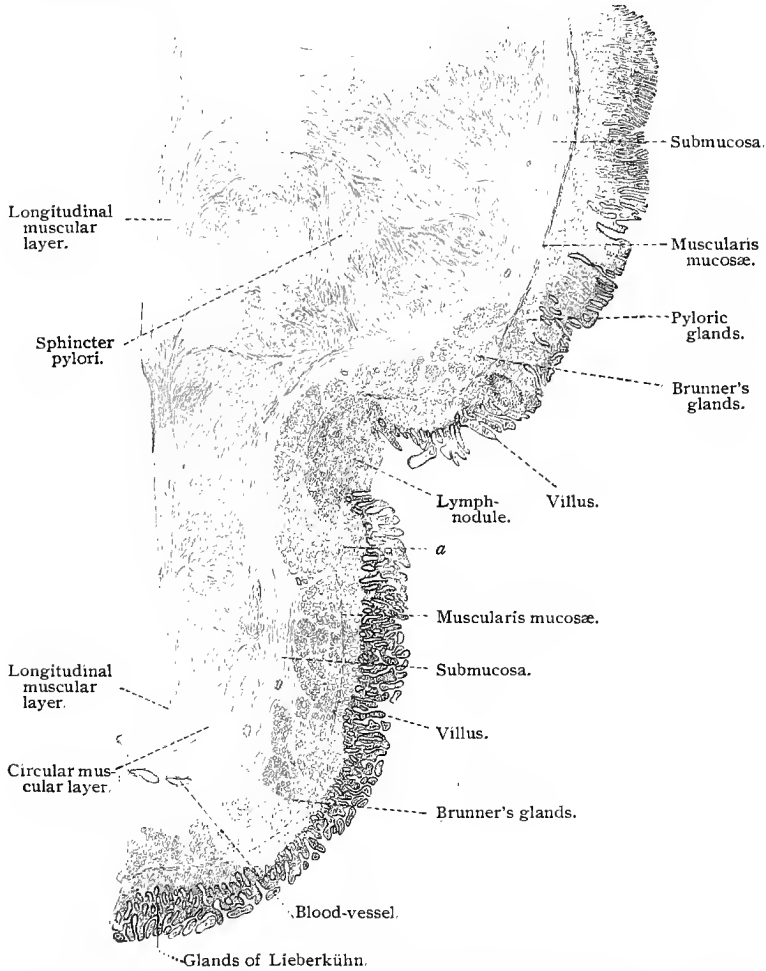 Submucosa.
Longitudinal
muscular
layer.
Muscularis
mucosæ.
Pyloric
glands.
Sphincter
pylori.
Brunner's
glands.
Lymph-
nodule.
Villus.
a
Muscularis mucosæ.
Submucosa.
Longitudinal
muscular
layer.
Villus.
Circular mus-
cular layer.
Brunner's glands.
Blood-vessel.
Glands of Lieberkühn.